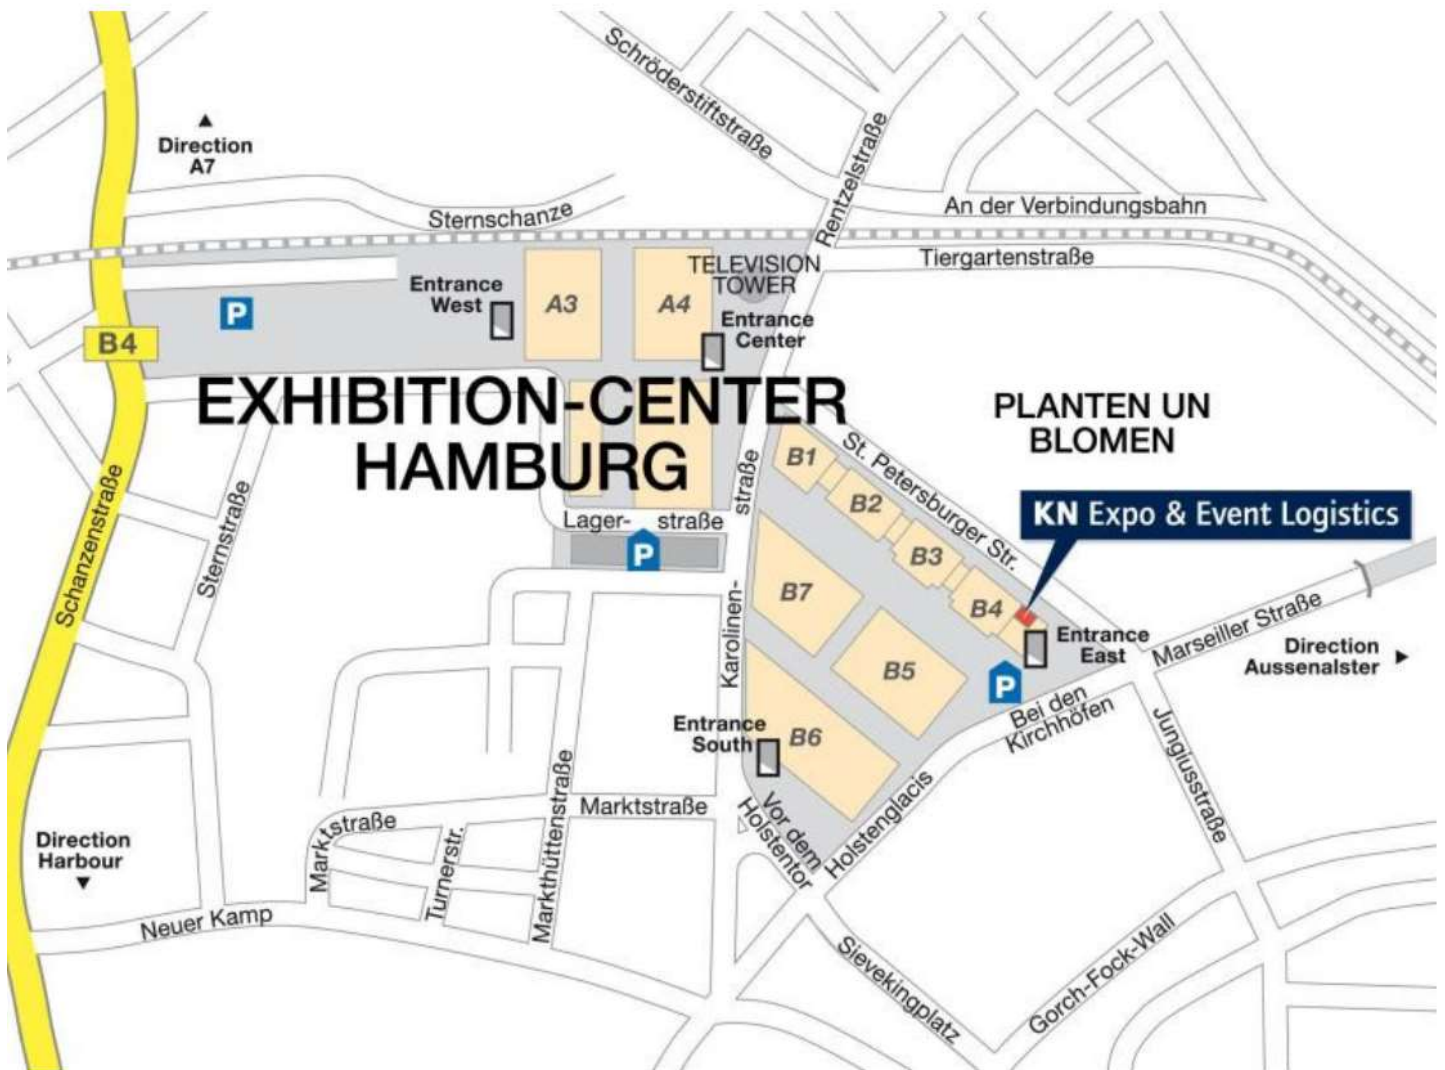 Schröderstiftstraße
Rentzelstraße
Direction
A7
Sternschanze
An der Verbindungsbahn
Tiergartenstraße
TELEVISION
TOWER
Entrance
West
A3
A4
P
Entrance
Center
B4
EXHIBITION-CENTER
HAMBURG
PLANTEN UN
BLOMEN
St. Petersburger Str.
B1
B2
B3
B4
KN Expo & Event Logistics
Lager- straße
P
Karolinen- straße
Schanzenstraße
Sternstraße
B7
B5
B6
Entrance
East
P
Marseiller Straße
Direction
Aussenalster
Bei den
Kirchhöfen
Entrance
South
Jungiusstraße
Vor dem
Holstentor
Holstenglacis
Marktstraße
Marktstraße
Turnerstr.
Markthüttenstraße
Direction
Harbour
Neuer Kamp
Sievekingplatz
Gorch-Fock-Wall